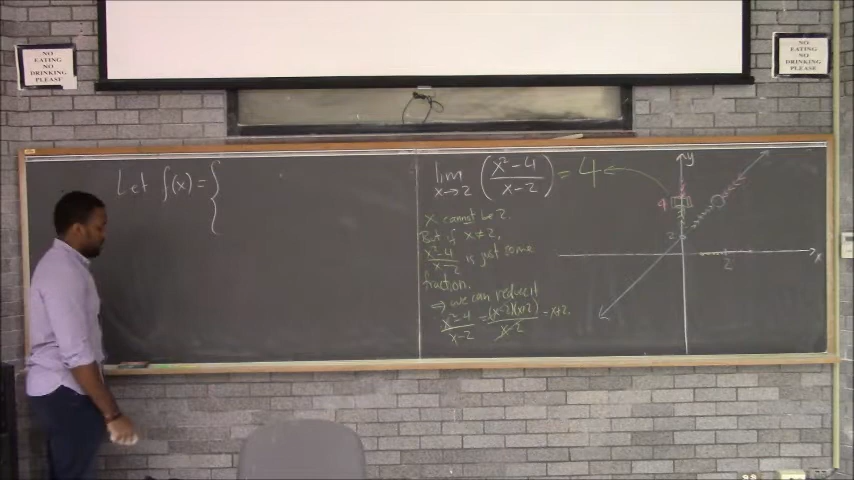 NO
EATING
NO
DRINKING
PLEASE
NO
EATING
NO
DRINKING PLEASE
Let f(x) = {
lim x→2 (x²-4 / x-2) = 4
x cannot be 2.
But if x ≠ 2,
x²-4 / x-2 is just some
fraction.
⇒ we can reduce it
x²-4 / x-2 = (x-2)(x+2) / x-2 = x+2.
y
4
2
2
x